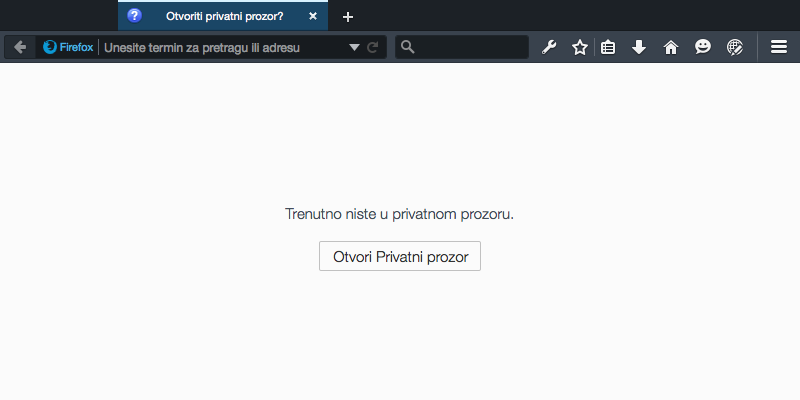 Otvoriti privatni prozor?
Firefox
Unesite termin za pretragu ili adresu
Trenutno niste u privatnom prozoru.
Otvori Privatni prozor